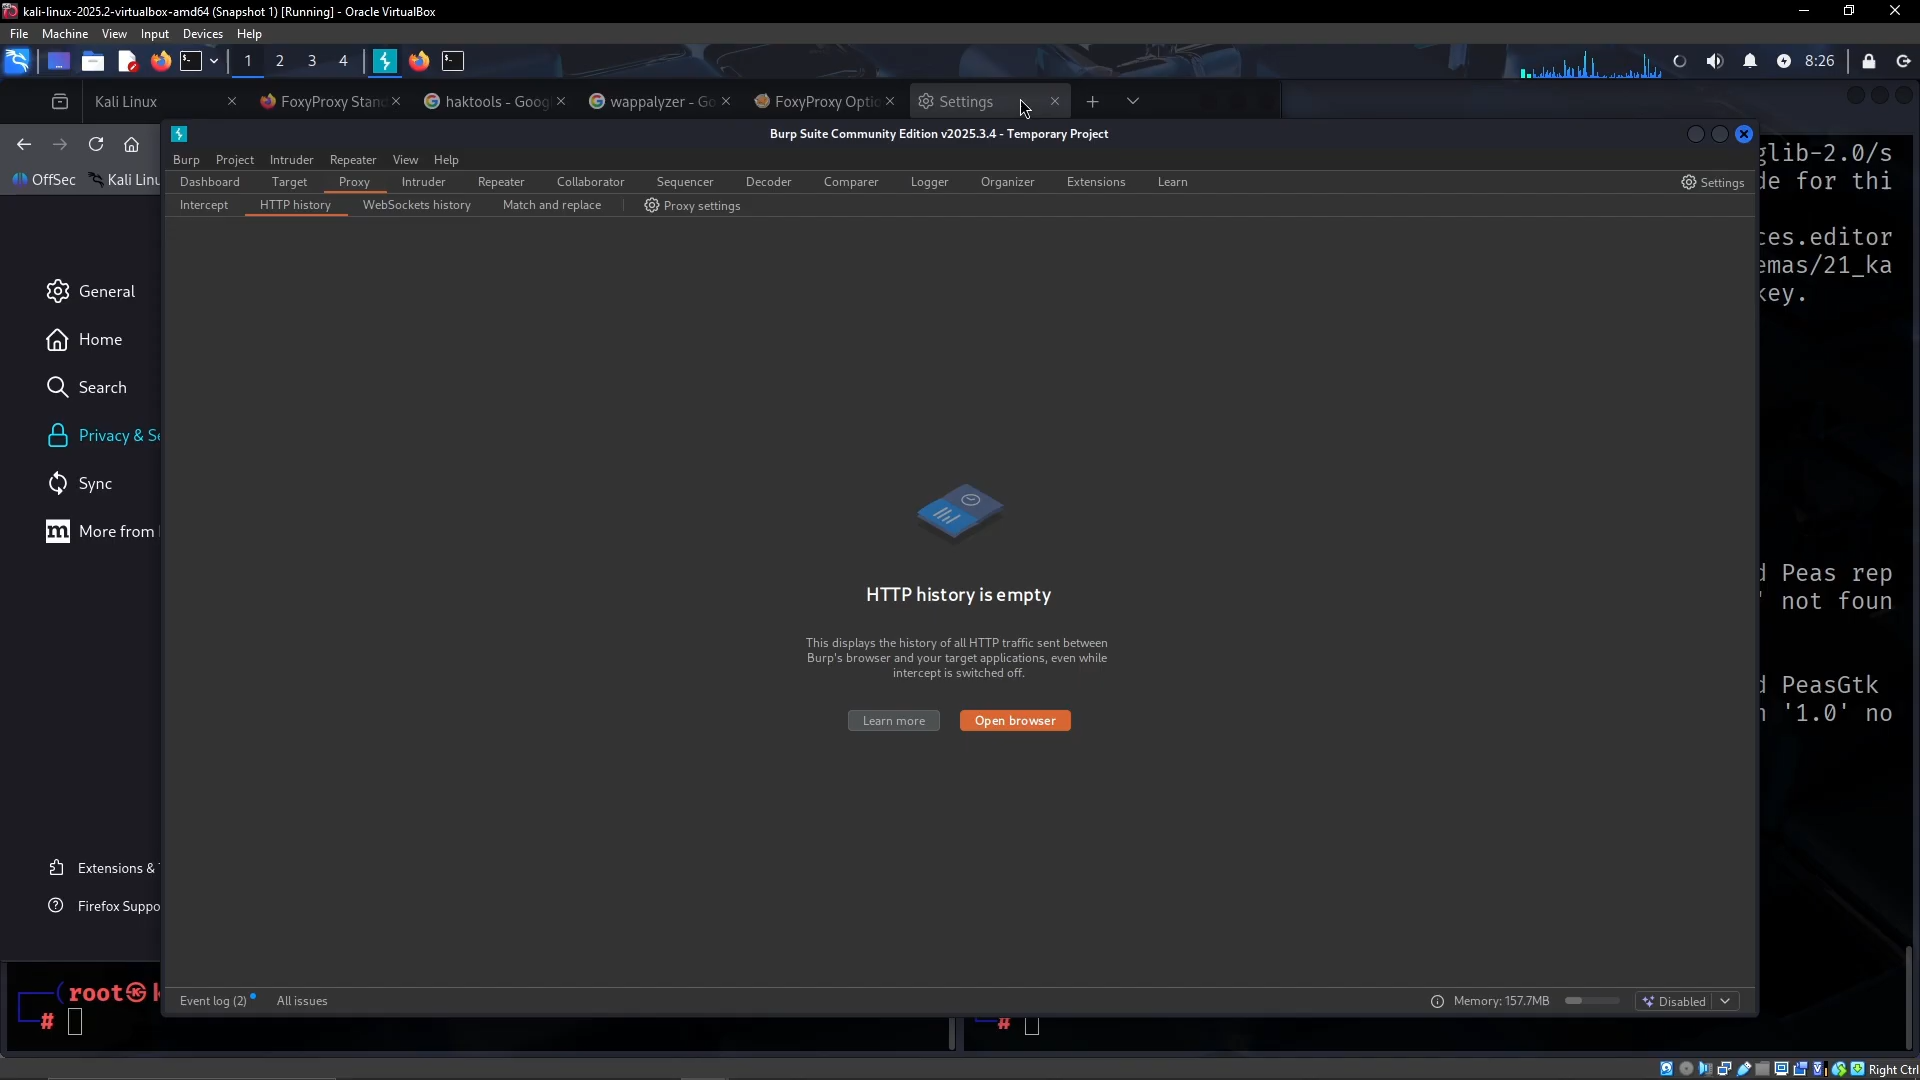 kali-linux-2025.2-virtualbox-amd64 (Snapshot 1) [Running] - Oracle VirtualBox
File Machine View Input Devices Help
1 2 3 4 8:26
Kali Linux FoxyProxy Stand haktools - Goog wappalyzer - Go FoxyProxy Optio Settings
Burp Suite Community Edition v2025.3.4 - Temporary Project
Burp Project Intruder Repeater View Help
OffSec Kali Linu
Dashboard Target Proxy Intruder Repeater Collaborator Sequencer Decoder Comparer Logger Organizer Extensions Learn Settings
Intercept HTTP history WebSockets history Match and replace Proxy settings
glib-2.0/s
de for thi
ces.editor
emas/21_ka
key.
General
Home
Search
Privacy & Se
Sync
m More from
HTTP history is empty
This displays the history of all HTTP traffic sent between
Burp's browser and your target applications, even while
intercept is switched off.
Learn more Open browser
d Peas rep
' not foun
d PeasGtk
n '1.0' no
Extensions &
Firefox Suppo
Event log (2) All issues Memory: 157.7MB Disabled
(root㉿k
#
#
Right Ctrl